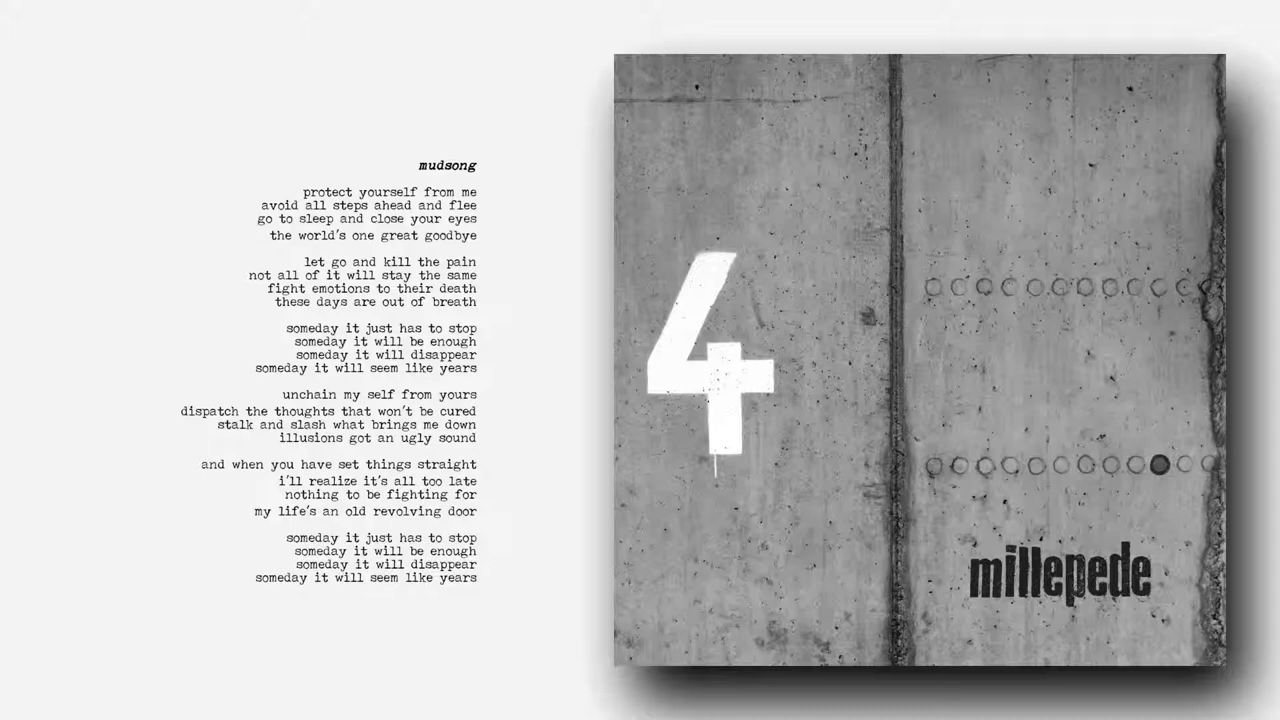 mudsong
protect yourself from me
avoid all steps ahead and flee
go to sleep and close your eyes
the world's one great goodbye
let go and kill the pain
not all of it will stay the same
fight emotions to their death
these days are out of breath
someday it just has to stop
someday it will be enough
someday it will disappear
someday it will seem like years
unchain my self from yours
dispatch the thoughts that won't be cured
stalk and slash what brings me down
illusions got an ugly sound
and when you have set things straight
i'll realize it's all too late
nothing to be fighting for
my life's an old revolving door
someday it just has to stop
someday it will be enough
someday it will disappear
someday it will seem like years
4
millepede